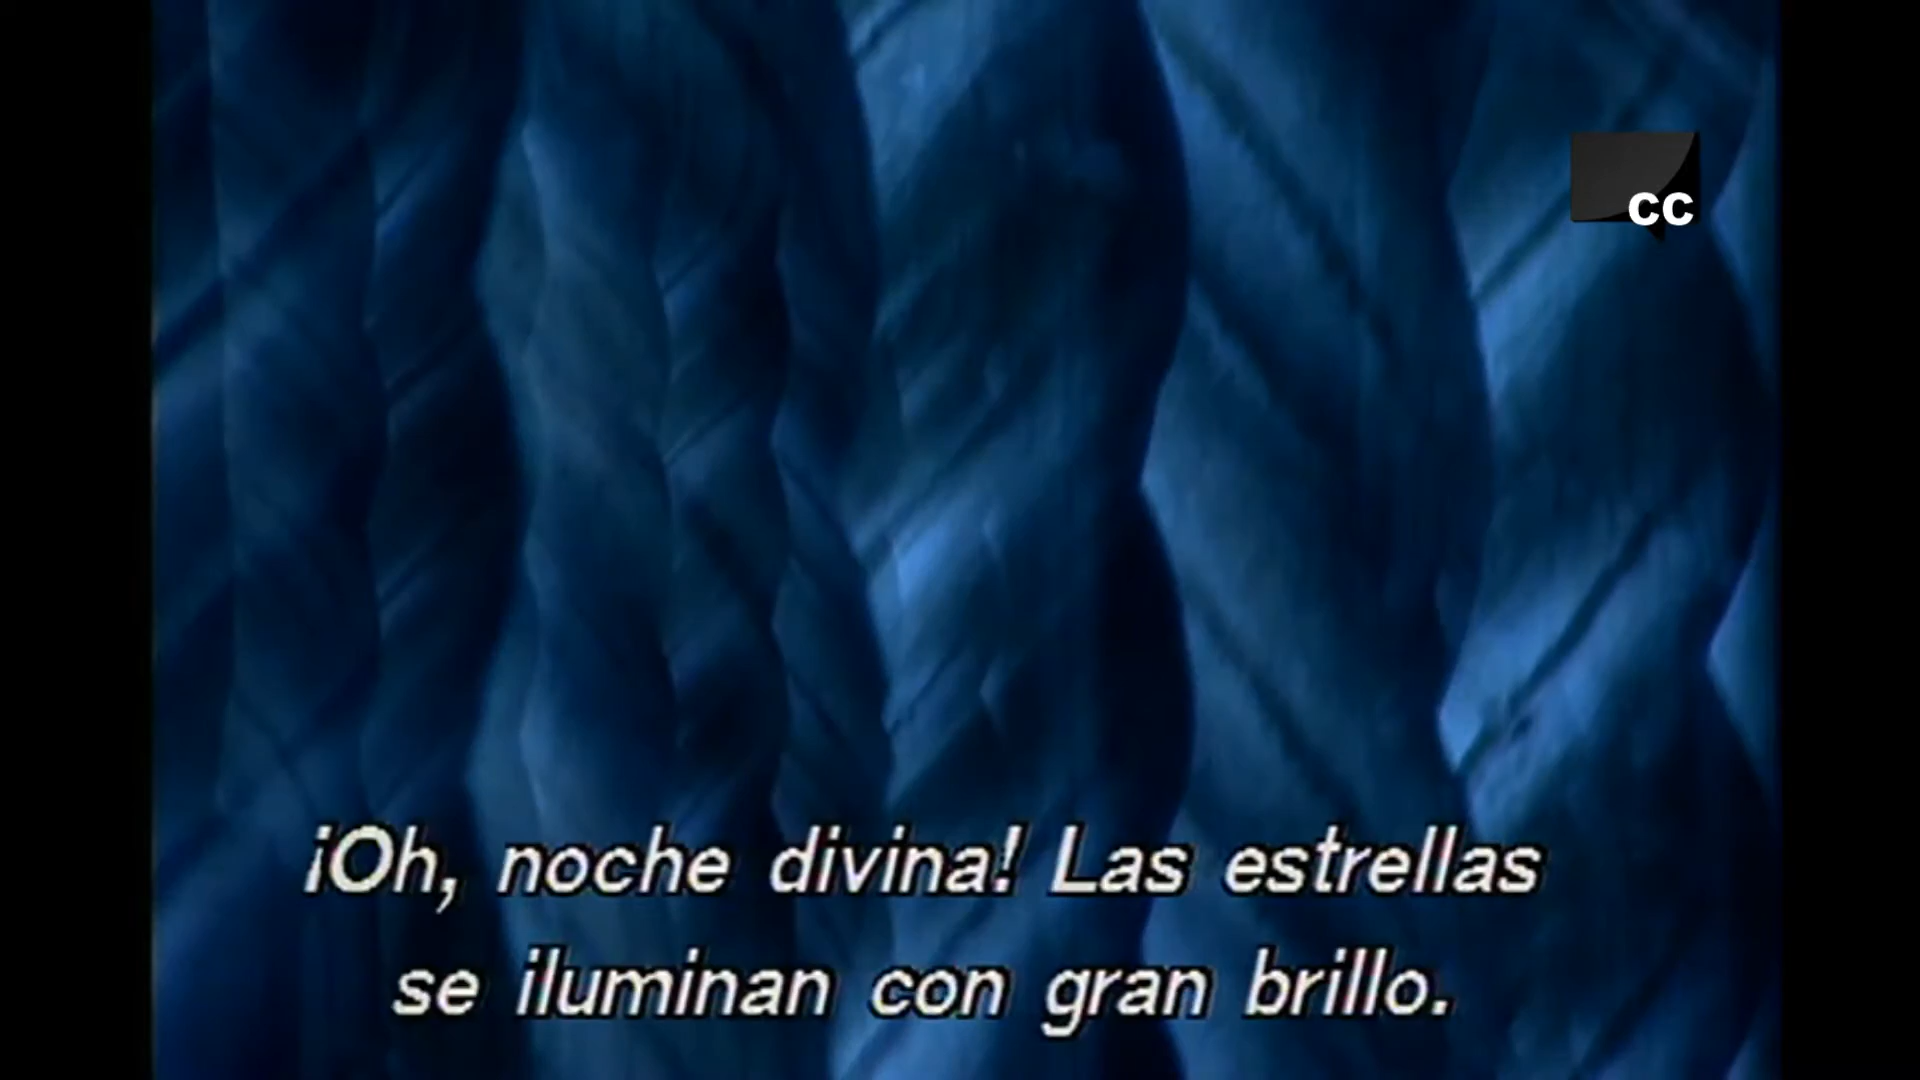 cc
¡Oh, noche divina! Las estrellas
se iluminan con gran brillo.